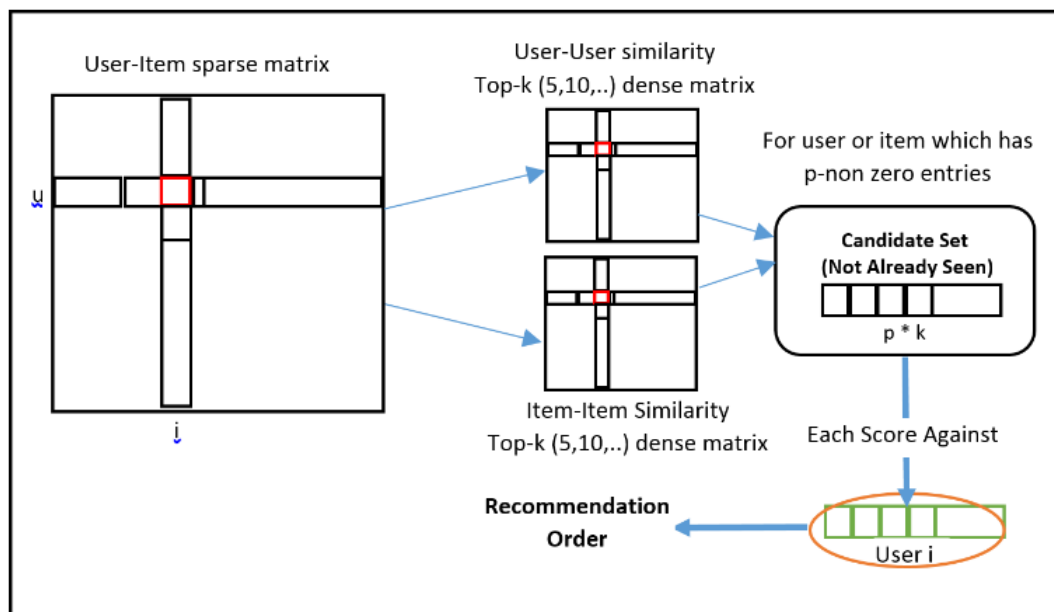 User-Item sparse matrix
u
i
User-User similarity
Top-k (5,10,..) dense matrix
Item-Item Similarity
Top-k (5,10,..) dense matrix
For user or item which has
p-non zero entries
Candidate Set
(Not Already Seen)
p * k
Each Score Against
User i
Recommendation
Order